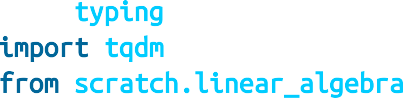 typing
import tqdm
from scratch.linear_algebra